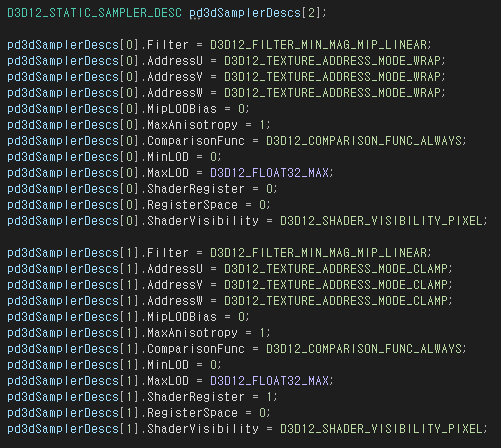 D3D12_STATIC_SAMPLER_DESC pd3dSamplerDescs[2];
pd3dSamplerDescs[0].Filter = D3D12_FILTER_MIN_MAG_MIP_LINEAR;
pd3dSamplerDescs[0].AddressU = D3D12_TEXTURE_ADDRESS_MODE_WRAP;
pd3dSamplerDescs[0].AddressV = D3D12_TEXTURE_ADDRESS_MODE_WRAP;
pd3dSamplerDescs[0].AddressW = D3D12_TEXTURE_ADDRESS_MODE_WRAP;
pd3dSamplerDescs[0].MipLODBias = 0;
pd3dSamplerDescs[0].MaxAnisotropy = 1;
pd3dSamplerDescs[0].ComparisonFunc = D3D12_COMPARISON_FUNC_ALWAYS;
pd3dSamplerDescs[0].MinLOD = 0;
pd3dSamplerDescs[0].MaxLOD = D3D12_FLOAT32_MAX;
pd3dSamplerDescs[0].ShaderRegister = 0;
pd3dSamplerDescs[0].RegisterSpace = 0;
pd3dSamplerDescs[0].ShaderVisibility = D3D12_SHADER_VISIBILITY_PIXEL;
pd3dSamplerDescs[1].Filter = D3D12_FILTER_MIN_MAG_MIP_LINEAR;
pd3dSamplerDescs[1].AddressU = D3D12_TEXTURE_ADDRESS_MODE_CLAMP;
pd3dSamplerDescs[1].AddressV = D3D12_TEXTURE_ADDRESS_MODE_CLAMP;
pd3dSamplerDescs[1].AddressW = D3D12_TEXTURE_ADDRESS_MODE_CLAMP;
pd3dSamplerDescs[1].MipLODBias = 0;
pd3dSamplerDescs[1].MaxAnisotropy = 1;
pd3dSamplerDescs[1].ComparisonFunc = D3D12_COMPARISON_FUNC_ALWAYS;
pd3dSamplerDescs[1].MinLOD = 0;
pd3dSamplerDescs[1].MaxLOD = D3D12_FLOAT32_MAX;
pd3dSamplerDescs[1].ShaderRegister = 1;
pd3dSamplerDescs[1].RegisterSpace = 0;
pd3dSamplerDescs[1].ShaderVisibility = D3D12_SHADER_VISIBILITY_PIXEL;